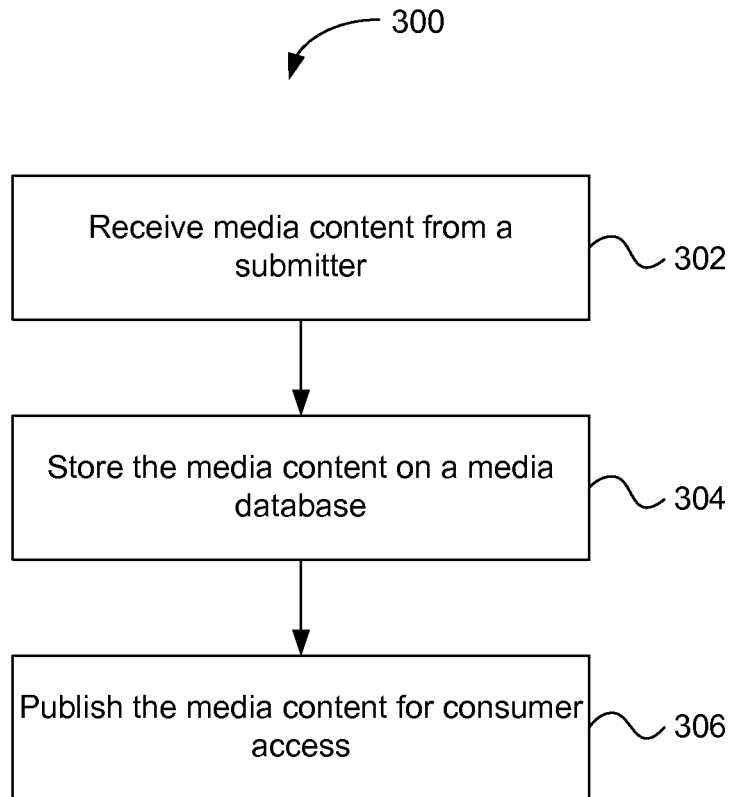 300
Receive media content from a
submitter
302
Store the media content on a media
database
304
Publish the media content for consumer
access
306